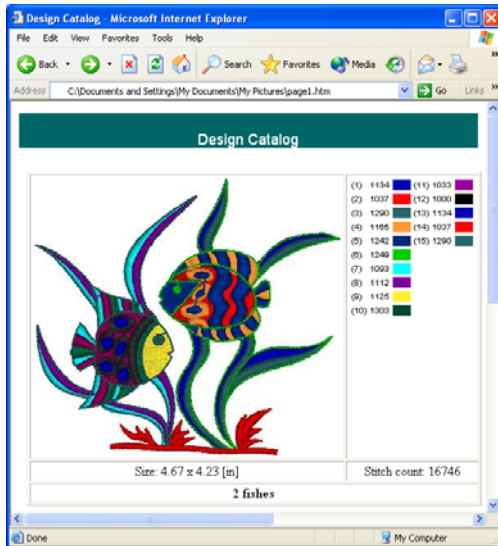 Design Catalog - Microsoft Internet Explorer
File Edit View Favorites Tools Help
Back Search Favorites Media
Address C:\Documents and Settings\My Documents\My Pictures\page1.htm Go Links
Design Catalog
(1) 1134 (11) 1033
(2) 1037 (12) 1000
(3) 1290 (13) 1134
(4) 1165 (14) 1037
(5) 1242 (15) 1290
(6) 1249
(7) 1093
(8) 1112
(9) 1125
(10) 1303
Size: 4.67 x 4.23 [in] Stitch count: 16746
2 fishes
Done My Computer